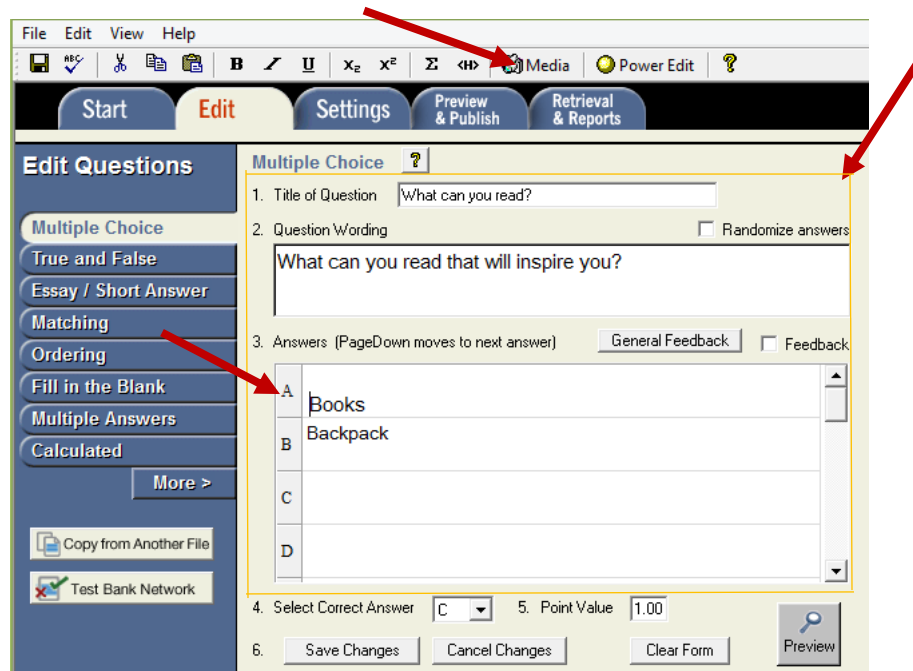 File Edit View Help
ABC B I U X₂ X² Σ <H> Media Power Edit ?
Start Edit Settings Preview & Publish Retrieval & Reports
Edit Questions
Multiple Choice ?
1. Title of Question What can you read?
Multiple Choice
2. Question Wording Randomize answers
True and False
What can you read that will inspire you?
Essay / Short Answer
Matching
3. Answers (PageDown moves to next answer) General Feedback Feedback
Ordering
Fill in the Blank
A Books
Multiple Answers
B Backpack
Calculated
More >
C
Copy from Another File
D
Test Bank Network
4. Select Correct Answer C 5. Point Value 1.00
6. Save Changes Cancel Changes Clear Form Preview